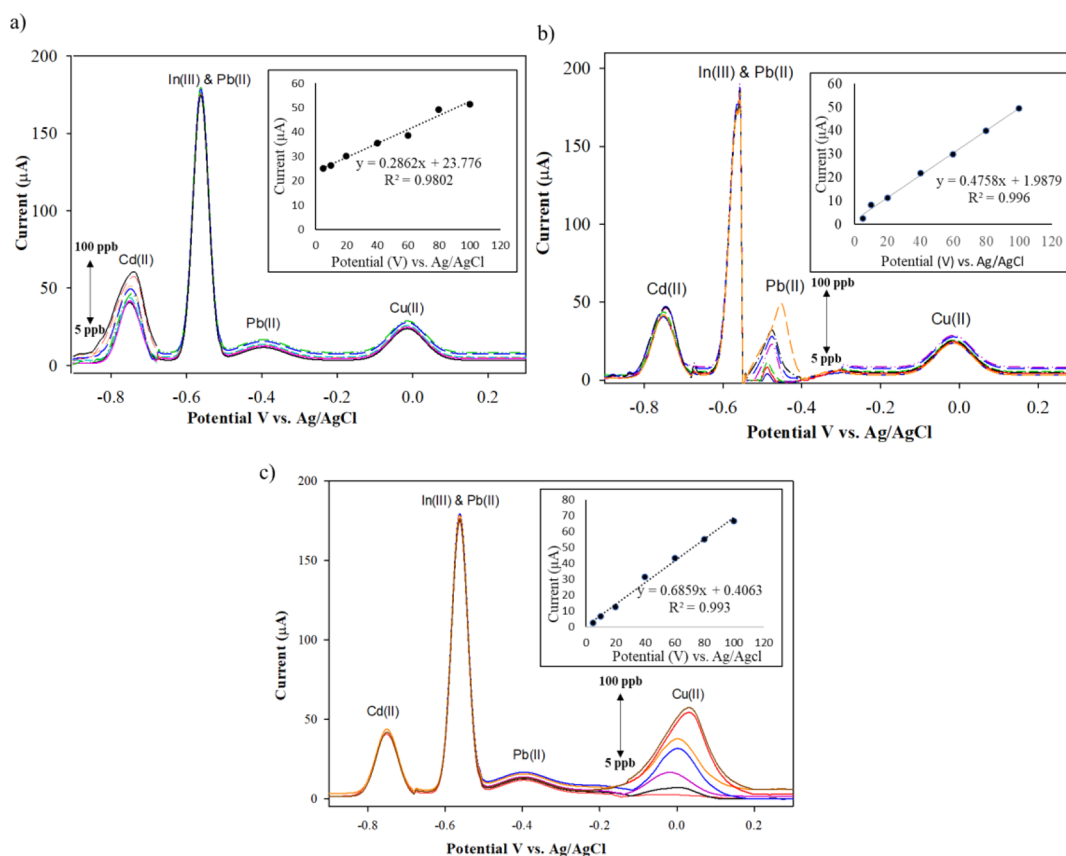 a)
200
150
100
50
0
Current (µA)
In(III) & Pb(II)
100 ppb
Cd(II)
5 ppb
Pb(II)
Cu(II)
-0.8 -0.6 -0.4 -0.2 0.0 0.2
Potential V vs. Ag/AgCl
60
50
40
30
20
10
0
Current (µA)
y = 0.2862x + 23.776
R² = 0.9802
0 20 40 60 80 100 120
Potential (V) vs. Ag/AgCl
b)
200
150
100
50
0
Current (µA)
In(III) & Pb(II)
Cd(II)
Pb(II)
100 ppb
5 ppb
Cu(II)
-0.8 -0.6 -0.4 -0.2 0.0 0.2
Potential V vs. Ag/AgCl
60
50
40
30
20
10
0
Current (µA)
y = 0.4758x + 1.9879
R² = 0.996
0 20 40 60 80 100 120
Potential (V) vs. Ag/AgCl
c)
200
150
100
50
0
Current (µA)
In(III) & Pb(II)
Cd(II)
Pb(II)
100 ppb
5 ppb
Cu(II)
-0.8 -0.6 -0.4 -0.2 0.0 0.2
Potential V vs. Ag/AgCl
80
70
60
50
40
30
20
10
0
Current (µA)
y = 0.6859x + 0.4063
R² = 0.993
0 20 40 60 80 100 120
Potential (V) vs. Ag/Agcl